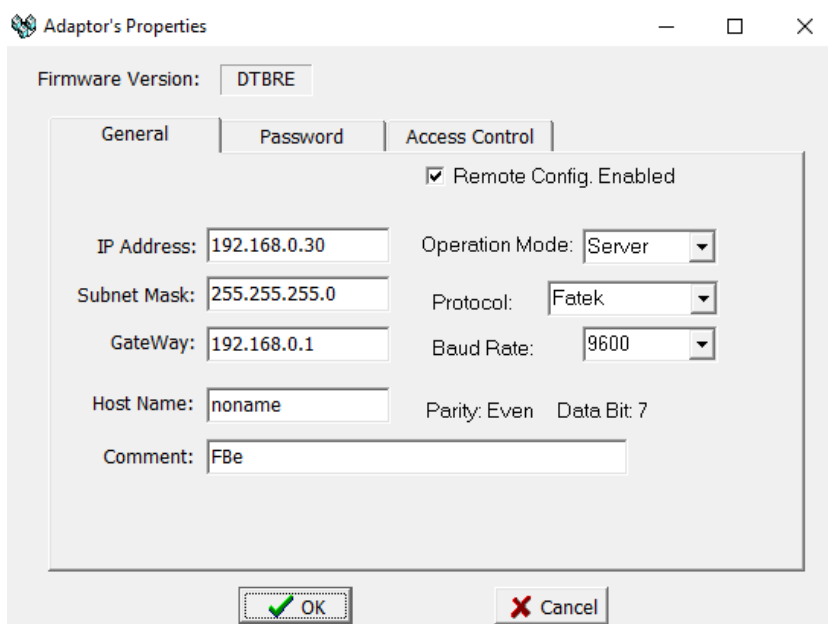 Adaptor's Properties
Firmware Version: DTBRE
General Password Access Control
Remote Config. Enabled
IP Address: 192.168.0.30 Operation Mode: Server
Subnet Mask: 255.255.255.0 Protocol: Fatek
GateWay: 192.168.0.1 Baud Rate: 9600
Host Name: noname Parity: Even Data Bit: 7
Comment: FBe
OK Cancel